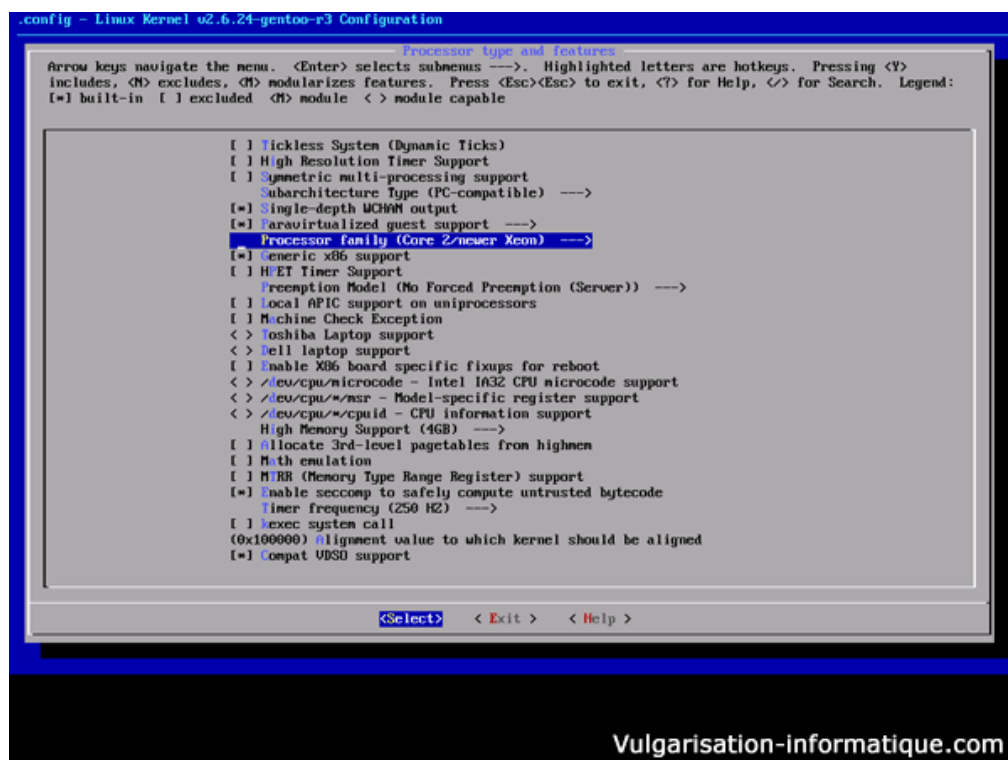 .config - Linux Kernel v2.6.24-gentoo-r3 Configuration
Processor type and features
Arrow keys navigate the menu. <Enter> selects submenus --->. Highlighted letters are hotkeys. Pressing <Y>
includes, <N> excludes, <M> modularizes features. Press <Esc><Esc> to exit, <?> for Help, </> for Search. Legend:
[*] built-in [ ] excluded <M> module < > module capable
[ ] Tickless System (Dynamic Ticks)
[ ] High Resolution Timer Support
[ ] Symmetric multi-processing support
Subarchitecture Type (PC-compatible) --->
[*] Single-depth WCHAN output
[*] Paravirtualized guest support --->
Processor family (Core 2/newer Xeon) --->
[*] Generic x86 support
[ ] HPET Timer Support
Preemption Model (No Forced Preemption (Server)) --->
[ ] Local APIC support on uniprocessors
[ ] Machine Check Exception
< > Toshiba Laptop support
< > Dell laptop support
[ ] Enable X86 board specific fixups for reboot
< > /dev/cpu/microcode - Intel IA32 CPU microcode support
< > /dev/cpu/*/msr - Model-specific register support
< > /dev/cpu/*/cpuid - CPU information support
High Memory Support (4GB) --->
[ ] Allocate 3rd-level pagetables from highmem
[ ] Math emulation
[ ] MTRR (Memory Type Range Register) support
[*] Enable seccomp to safely compute untrusted bytecode
Timer frequency (250 HZ) --->
[ ] kexec system call
(0x100000) Alignment value to which kernel should be aligned
[*] Compat VDSO support
<Select> < Exit > < Help >
Vulgarisation-informatique.com